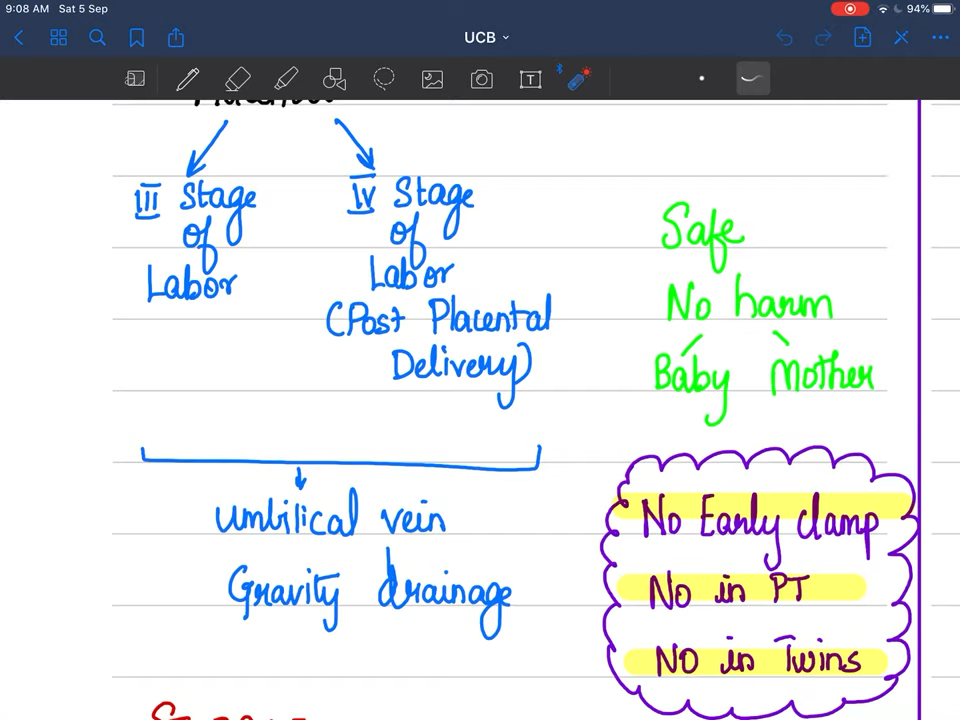 9:08 AM Sat 5 Sep
94%
UCB
T
III Stage
of
Labor
IV Stage
of
Labor
(Post Placental
Delivery)
Safe
No harm
Baby Mother
Umbilical vein
Gravity drainage
No Early clamp
No in PT
NO in Twins